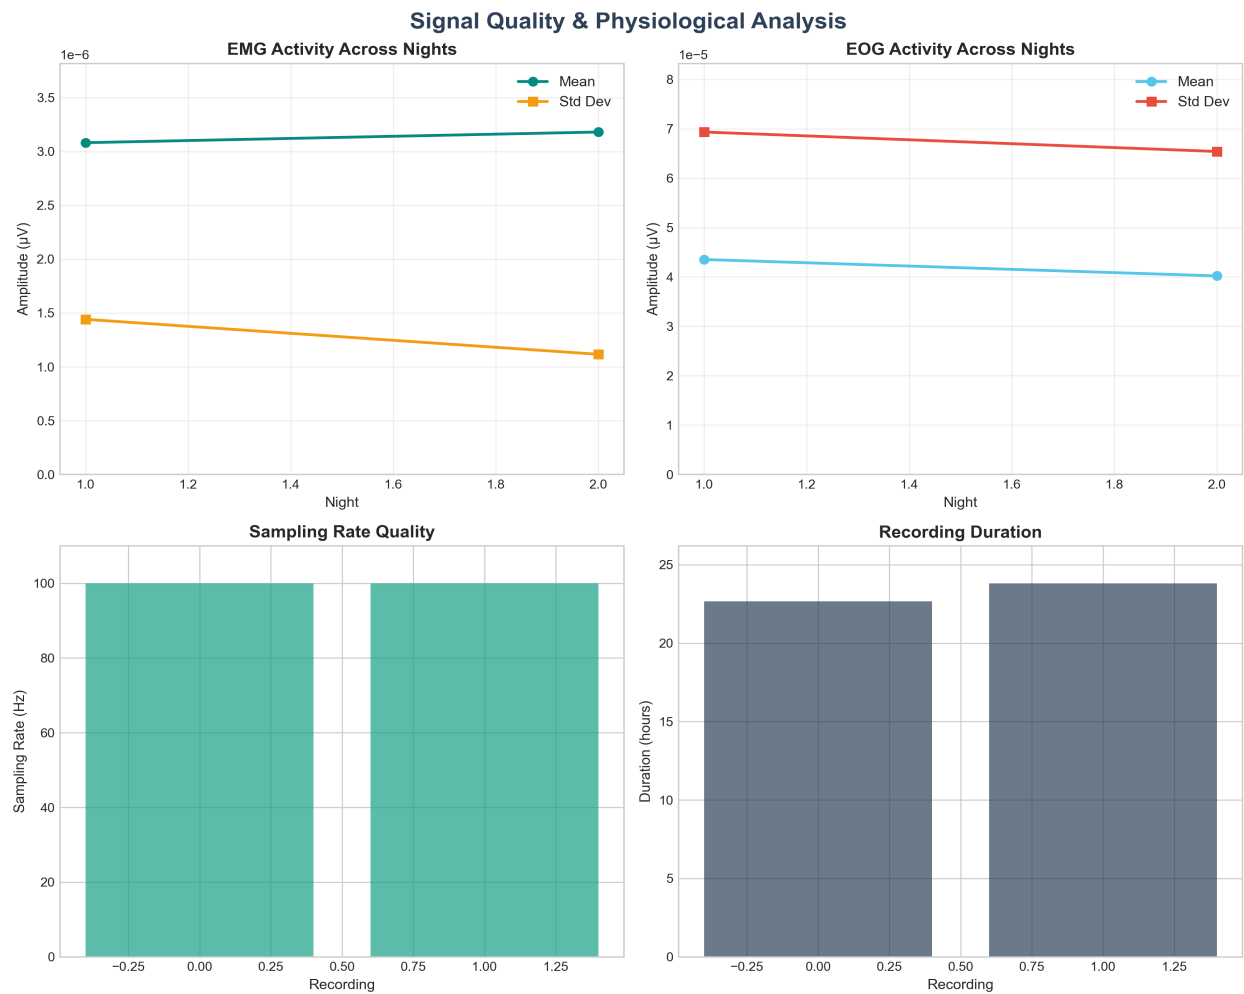 Signal Quality & Physiological Analysis
EMG Activity Across Nights
1e−6
Mean
Std Dev
3.5
3.0
2.5
2.0
1.5
1.0
0.5
0.0
Amplitude (μV)
1.0 1.2 1.4 1.6 1.8 2.0
Night
EOG Activity Across Nights
1e−5
Mean
Std Dev
8
7
6
5
4
3
2
1
0
Amplitude (μV)
1.0 1.2 1.4 1.6 1.8 2.0
Night
Sampling Rate Quality
100
80
60
40
20
0
Sampling Rate (Hz)
−0.25 0.00 0.25 0.50 0.75 1.00 1.25
Recording
Recording Duration
25
20
15
10
5
0
Duration (hours)
−0.25 0.00 0.25 0.50 0.75 1.00 1.25
Recording